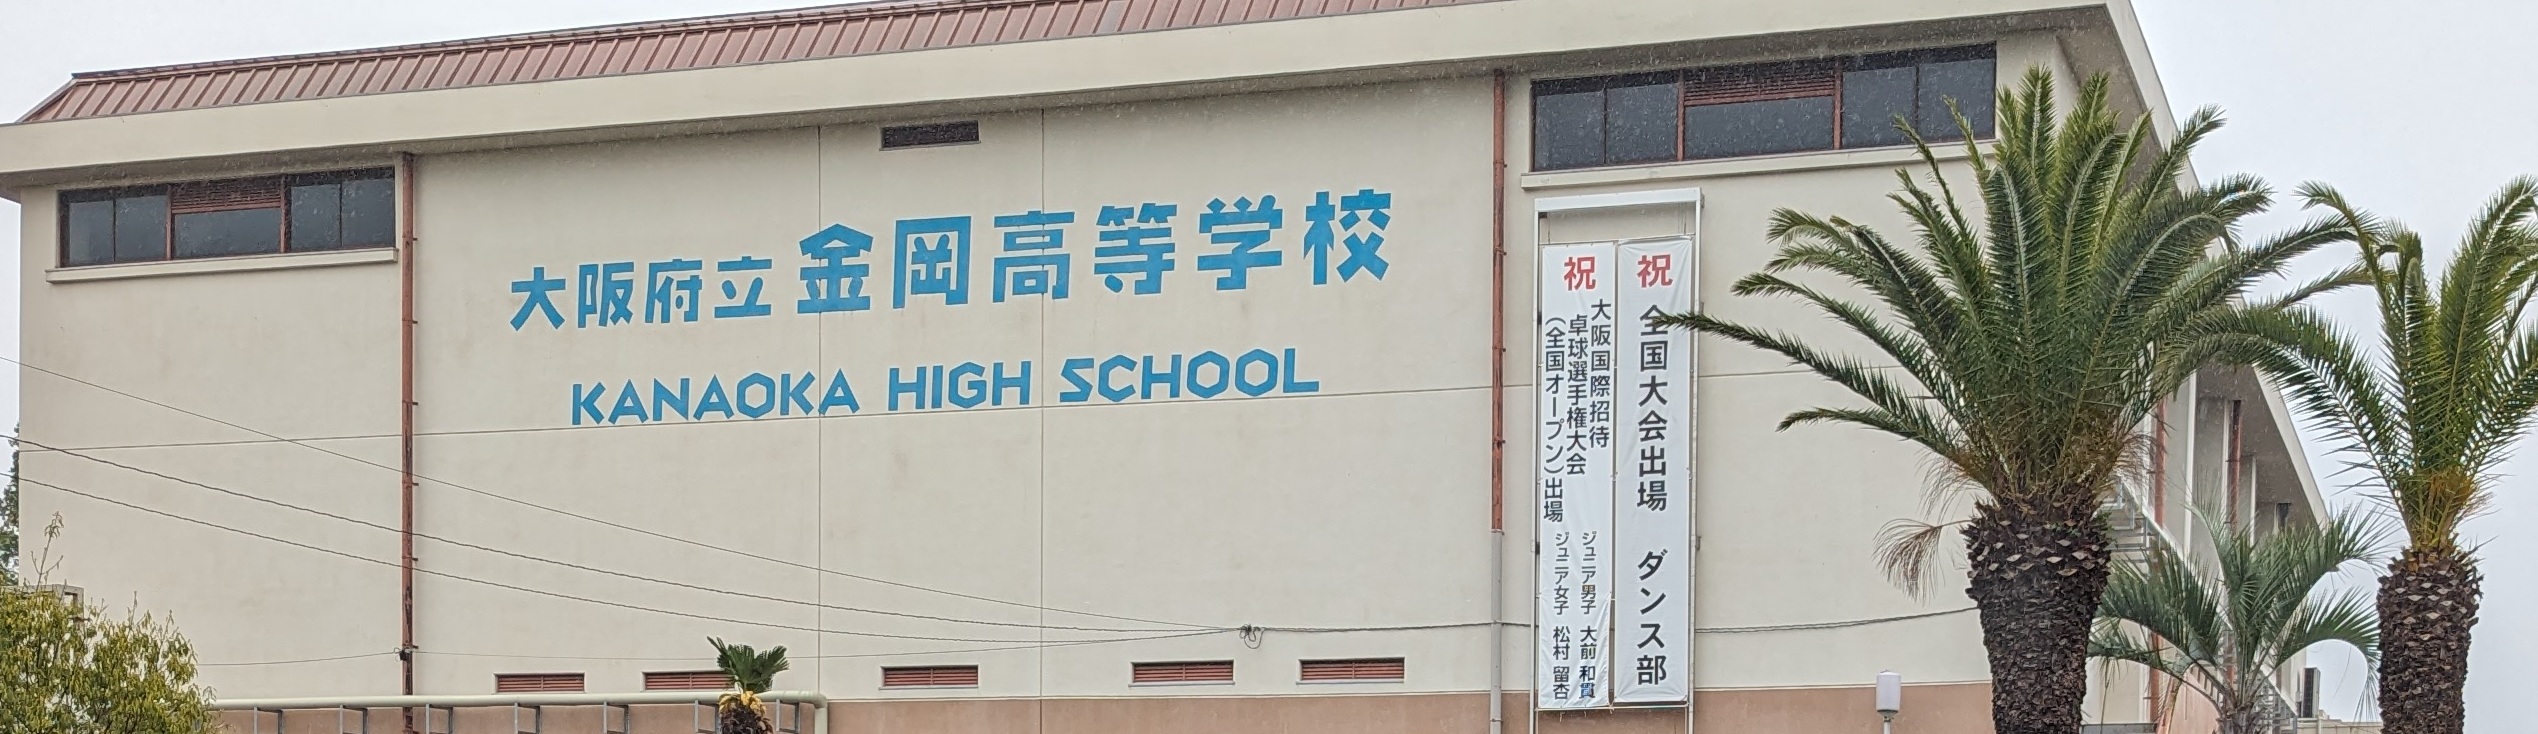 大阪府立金岡高等学校
KANAOKA HIGH SCHOOL
祝 全国大会出場 ダンス部
祝
大阪国際招待
卓球選手権大会
(全国オープン)出場
ジュニア男子 大前 和貴
ジュニア女子 松村 留杏